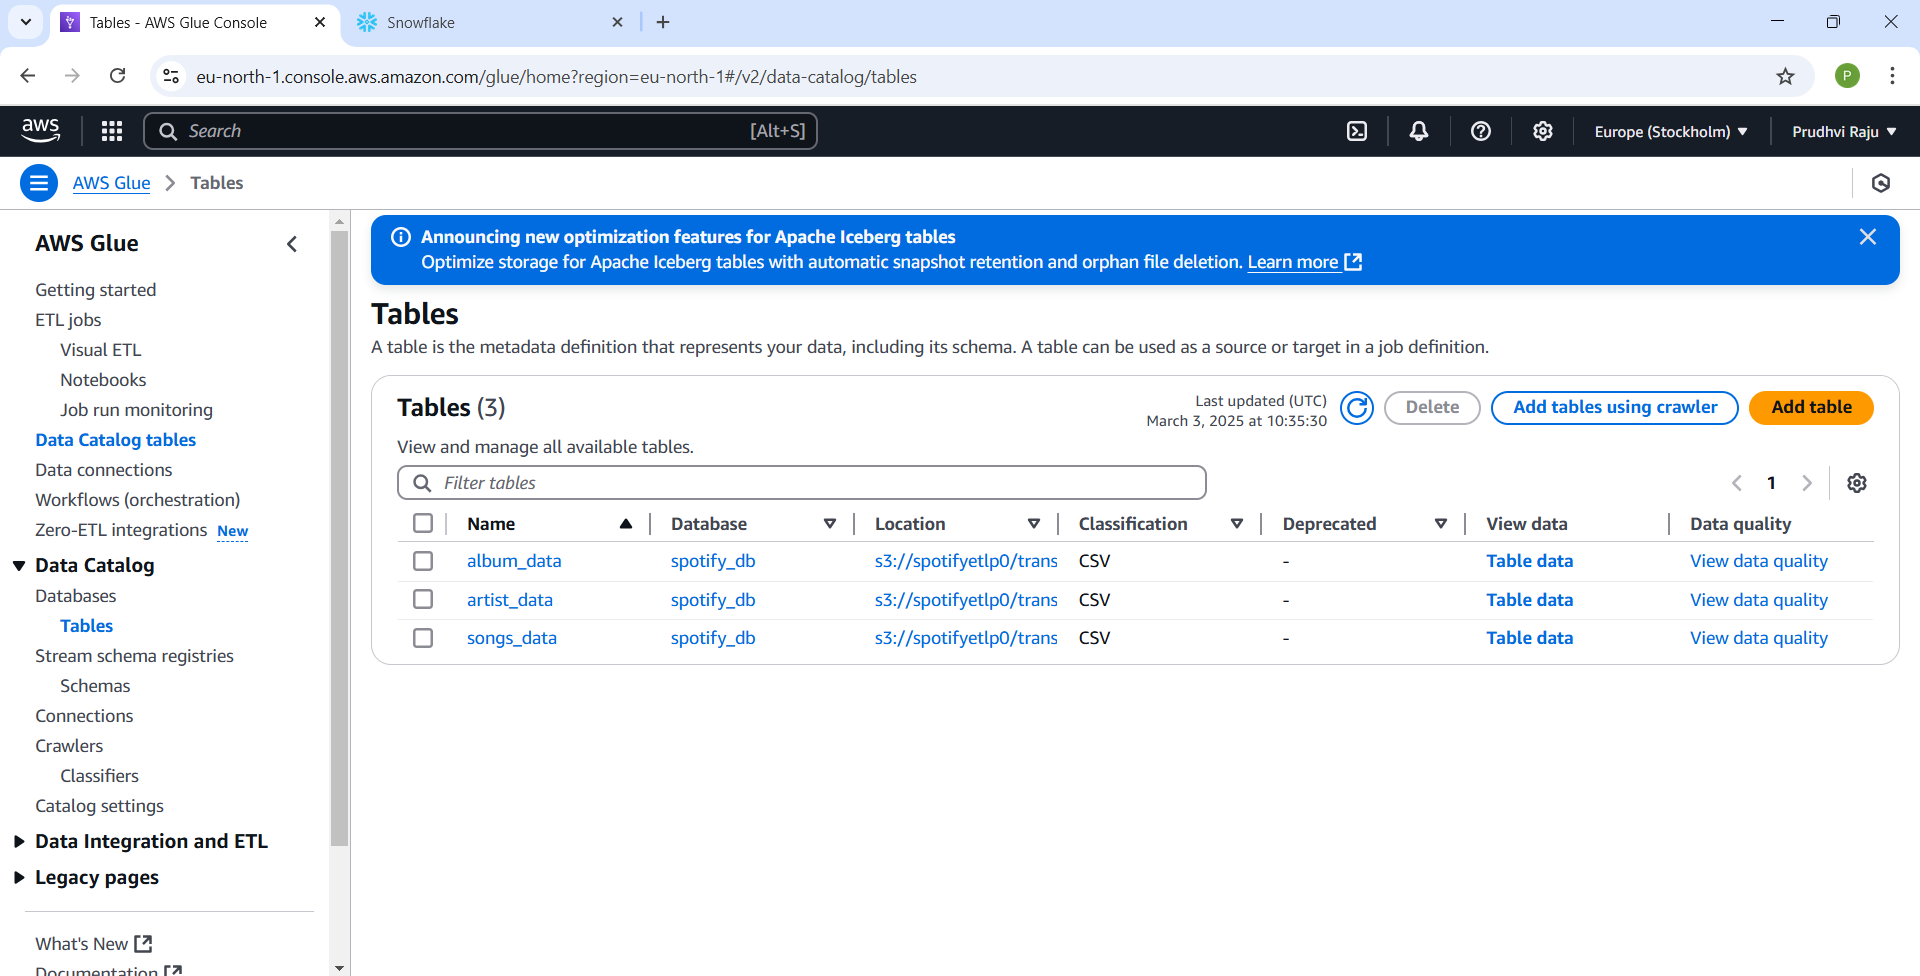 Tables - AWS Glue Console
Snowflake
eu-north-1.console.aws.amazon.com/glue/home?region=eu-north-1#/v2/data-catalog/tables
P
aws
Search
[Alt+S]
Europe (Stockholm)
Prudhvi Raju
AWS Glue
Tables
AWS Glue
Getting started
ETL jobs
Visual ETL
Notebooks
Job run monitoring
Data Catalog tables
Data connections
Workflows (orchestration)
Zero-ETL integrations New
Data Catalog
Databases
Tables
Stream schema registries
Schemas
Connections
Crawlers
Classifiers
Catalog settings
Data Integration and ETL
Legacy pages
What's New
Documentation
Announcing new optimization features for Apache Iceberg tables
Optimize storage for Apache Iceberg tables with automatic snapshot retention and orphan file deletion. Learn more
Tables
A table is the metadata definition that represents your data, including its schema. A table can be used as a source or target in a job definition.
Tables (3)
Last updated (UTC)
March 3, 2025 at 10:35:30
Delete
Add tables using crawler
Add table
View and manage all available tables.
Filter tables
1
Name Database Location Classification Deprecated View data Data quality
album_data spotify_db s3://spotifyetlp0/trans CSV - Table data View data quality
artist_data spotify_db s3://spotifyetlp0/trans CSV - Table data View data quality
songs_data spotify_db s3://spotifyetlp0/trans CSV - Table data View data quality